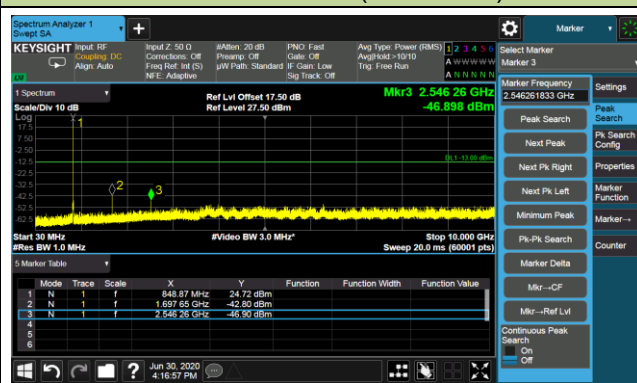 Spectrum Analyzer 1
Swept SA
Marker
KEYSIGHT
Input: RF
Coupling: DC
Align: Auto
Input Z: 50 Ω
Corrections: Off
Freq Ref: Int (S)
NFE: Adaptive
#Atten: 20 dB
Preamp: Off
µW Path: Standard
PNO: Fast
Gate: Off
IF Gain: Low
Sig Track: Off
Avg Type: Power (RMS)
Avg|Hold:>10/10
Trig: Free Run
1 2 3 4 5 6
A W W W W W
A N N N N N
Select Marker
Marker 3
Marker Frequency
2.546261833 GHz
Settings
Peak Search
Next Peak
Next Pk Right
Next Pk Left
Minimum Peak
Pk-Pk Search
Marker Delta
Mkr→CF
Mkr→Ref Lvl
Continuous Peak Search
On
Off
Peak Search
Pk Search Config
Properties
Marker Function
Marker→
Counter
1 Spectrum
Scale/Div 10 dB
Log
Ref Lvl Offset 17.50 dB
Ref Level 27.50 dBm
Mkr3 2.546 26 GHz
-46.898 dBm
17.5
7.50
-2.50
-12.5
-22.5
-32.5
-42.5
-52.5
-62.5
DL1 -13.00 dBm
1
2
3
Start 30 MHz
#Res BW 1.0 MHz
#Video BW 3.0 MHz*
Stop 10.000 GHz
Sweep 20.0 ms (60001 pts)
5 Marker Table
Mode Trace Scale X Y Function Function Width Function Value
1 N 1 f 848.87 MHz 24.72 dBm
2 N 1 f 1.697 65 GHz -42.80 dBm
3 N 1 f 2.546 26 GHz -46.90 dBm
4
5
6
Jun 30, 2020
4:16:57 PM